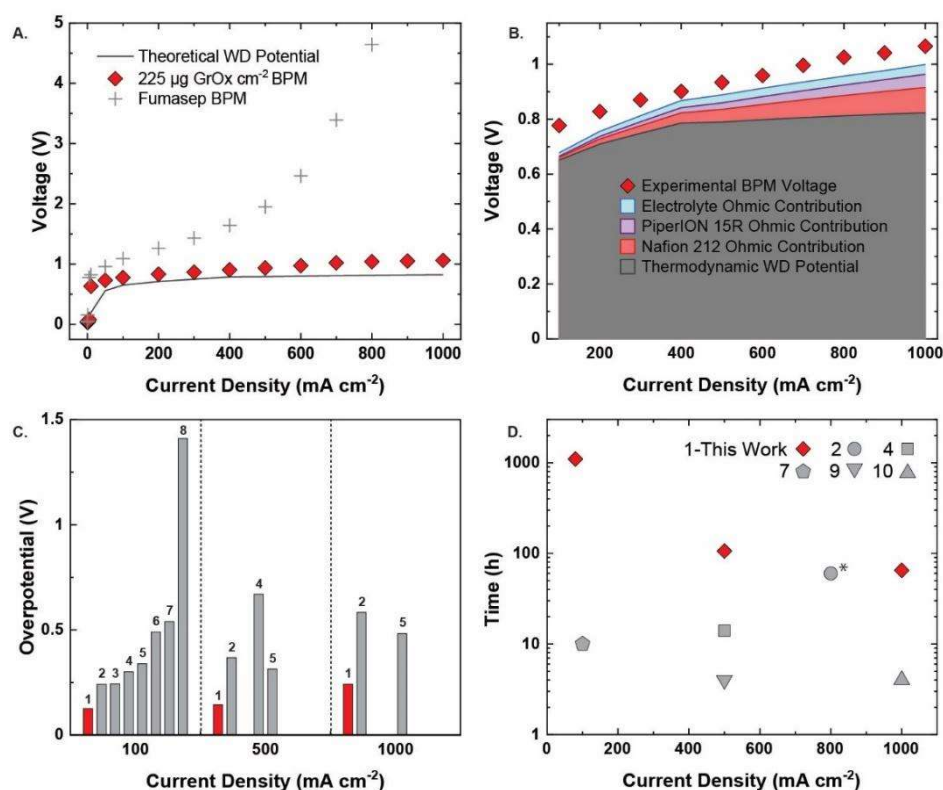 A.
5
4
3
2
1
0
Voltage (V)
Theoretical WD Potential
225 µg GrOx cm⁻² BPM
Fumasep BPM
0 200 400 600 800 1000
Current Density (mA cm⁻²)
B.
1
0.8
0.6
0.4
0.2
0
Voltage (V)
Experimental BPM Voltage
Electrolyte Ohmic Contribution
PiperION 15R Ohmic Contribution
Nafion 212 Ohmic Contribution
Thermodynamic WD Potential
200 400 600 800 1000
Current Density (mA cm⁻²)
C.
1.5
1
0.5
0
Overpotential (V)
1 2 3 4 5 6 7 8
1 2 4 5
1 2 5
100 500 1000
Current Density (mA cm⁻²)
D.
1000
100
10
1
Time (h)
1-This Work 2 4
7 9 10
*
0 200 400 600 800 1000
Current Density (mA cm⁻²)